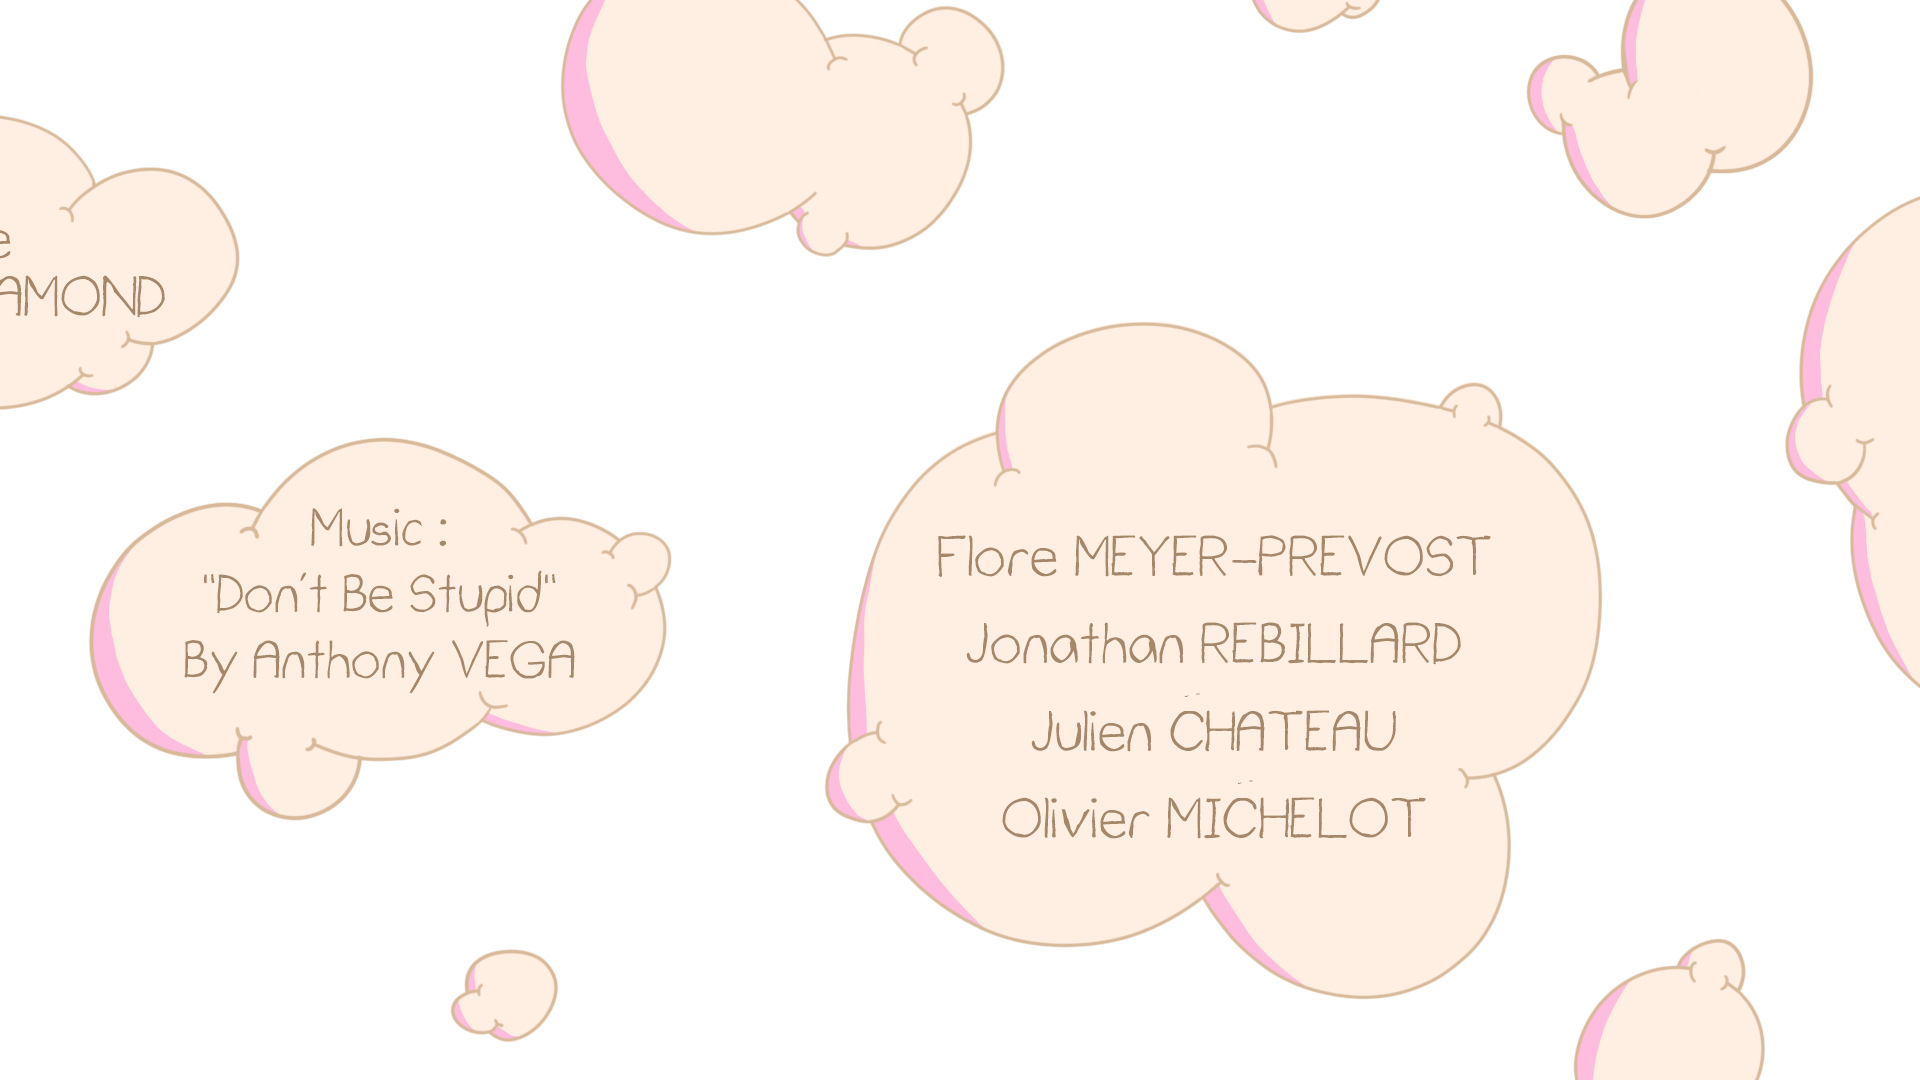 e
AMOND
Music :
"Don't Be Stupid"
By Anthony VEGA
Flore MEYER-PREVOST
Jonathan REBILLARD
Julien CHATEAU
Olivier MICHELOT